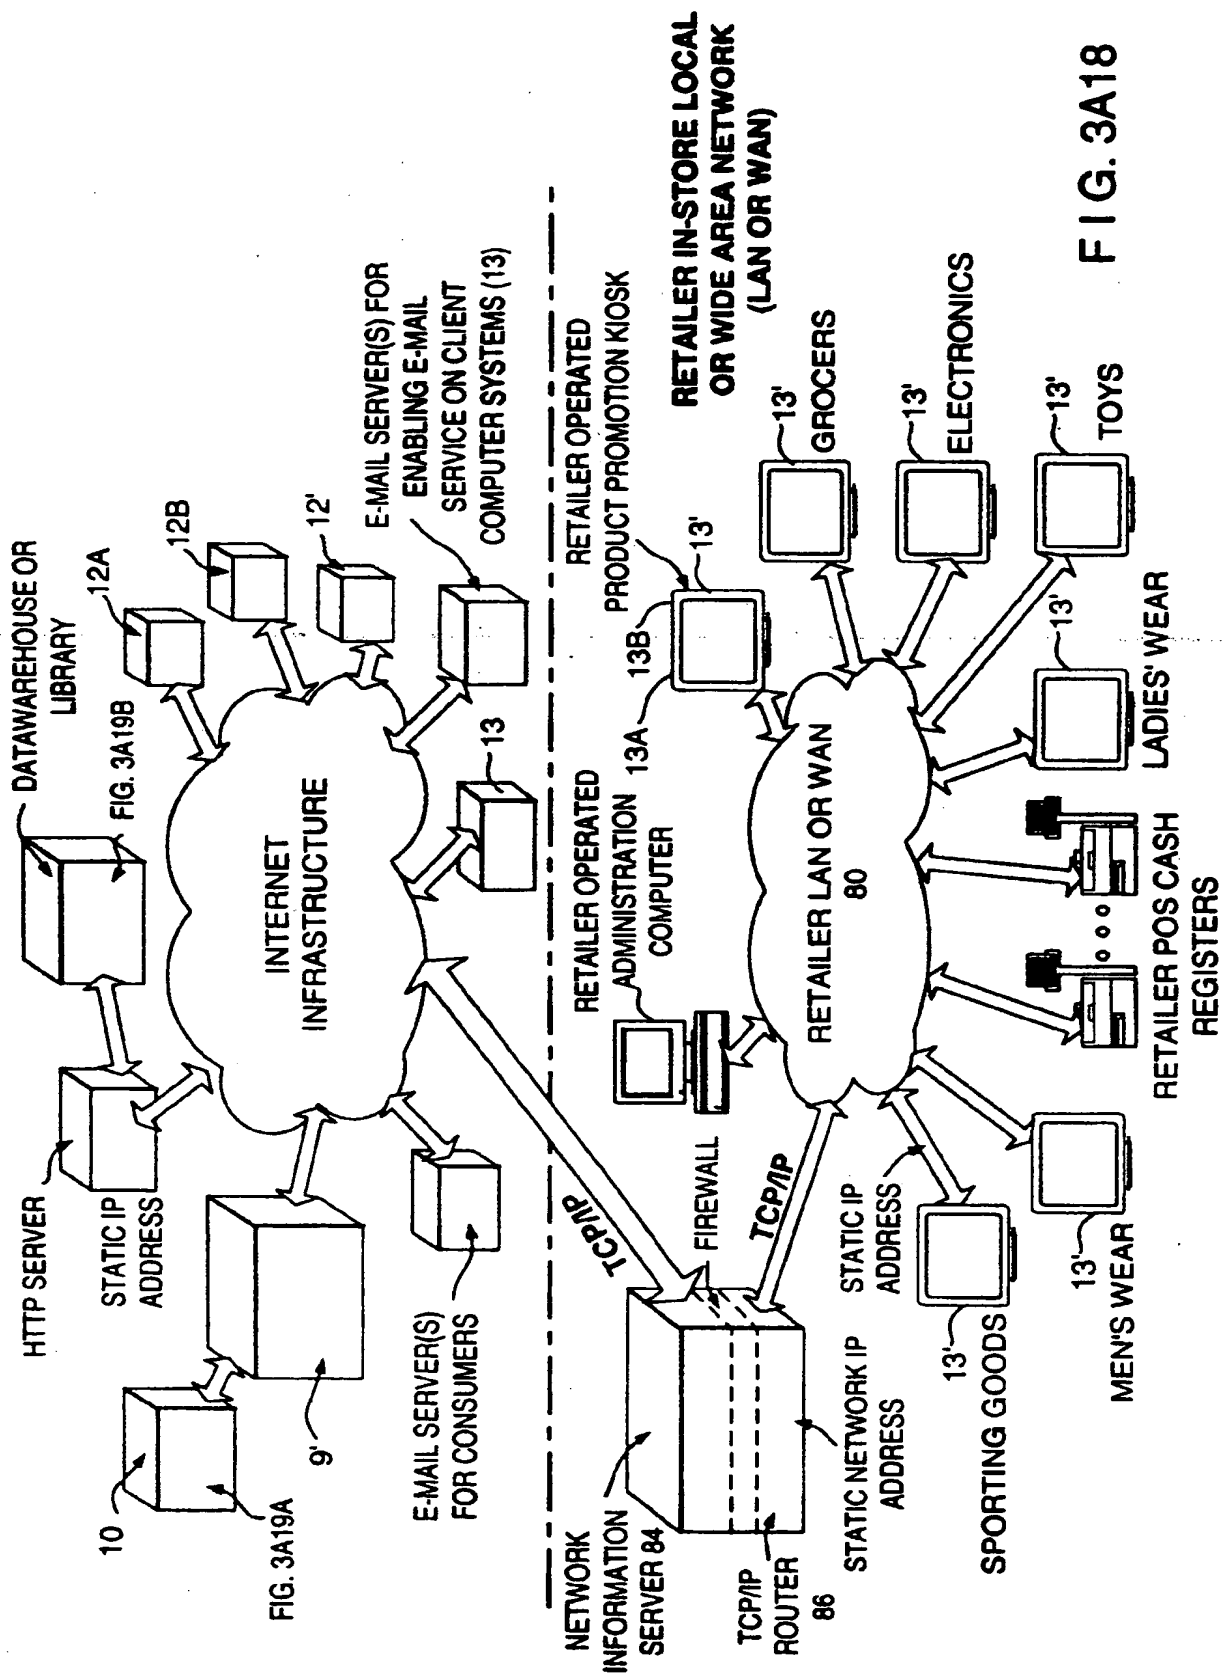 HTTP SERVER
STATIC IP
ADDRESS
DATAWAREHOUSE OR
LIBRARY
FIG. 3A19B
12A
12B
12'
E-MAIL SERVER(S) FOR
ENABLING E-MAIL
SERVICE ON CLIENT
COMPUTER SYSTEMS (13)
10
FIG. 3A19A
9'
INTERNET
INFRASTRUCTURE
13
E-MAIL SERVER(S)
FOR CONSUMERS
TCP/IP
NETWORK
INFORMATION
SERVER 84
TCP/IP
ROUTER
86
FIREWALL
TCP/IP
STATIC NETWORK IP
ADDRESS
RETAILER OPERATED
ADMINISTRATION
COMPUTER
RETAILER OPERATED
PRODUCT PROMOTION KIOSK
13A
13B
13'
RETAILER IN-STORE LOCAL
OR WIDE AREA NETWORK
(LAN OR WAN)
RETAILER LAN OR WAN
80
13'
GROCERS
13'
ELECTRONICS
13'
TOYS
STATIC IP
ADDRESS
13'
SPORTING GOODS
13'
MEN'S WEAR
RETAILER POS CASH
REGISTERS
13'
LADIES' WEAR
FIG. 3A18